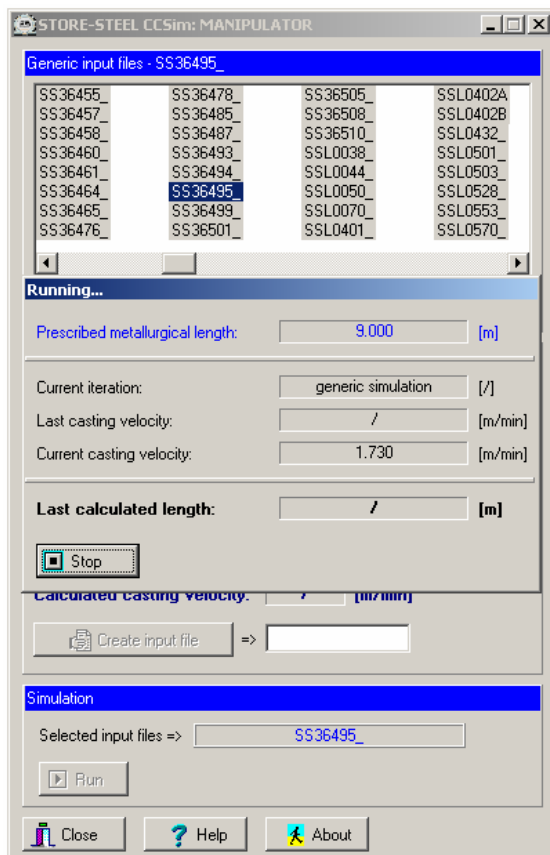 STORE-STEEL CCSim: MANIPULATOR
Generic input files - SS36495_
SS36455_ SS36478_ SS36505_ SSL0402A
SS36457_ SS36485_ SS36508_ SSL0402B
SS36458_ SS36487_ SS36510_ SSL0432_
SS36460_ SS36493_ SSL0038_ SSL0501_
SS36461_ SS36494_ SSL0044_ SSL0503_
SS36464_ SS36495_ SSL0050_ SSL0528_
SS36465_ SS36499_ SSL0070_ SSL0553_
SS36476_ SS36501_ SSL0401_ SSL0570_
Running...
Prescribed metallurgical length: 9.000 [m]
Current iteration: generic simulation [/]
Last casting velocity: / [m/min]
Current casting velocity: 1.730 [m/min]
Last calculated length: / [m]
Stop
Calculated casting velocity: / [m/min]
Create input file =>
Simulation
Selected input files => SS36495_
Run
Close ? Help About